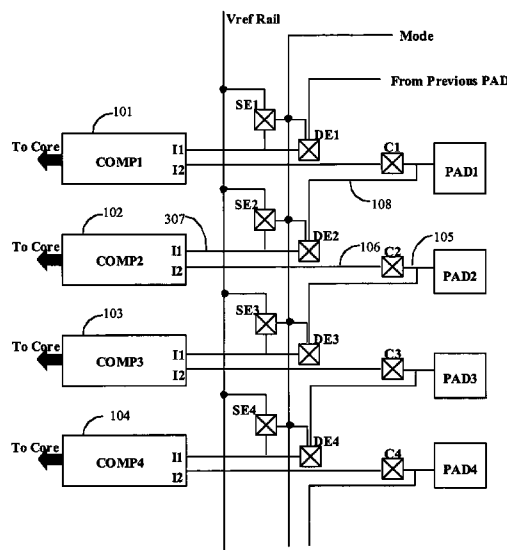 Vref Rail
Mode
From Previous PAD
SE1
101
DE1
To Core
COMP1
I1
I2
C1
PAD1
108
SE2
102
307
DE2
To Core
COMP2
I1
I2
106
C2
105
PAD2
SE3
103
DE3
To Core
COMP3
I1
I2
C3
PAD3
SE4
104
DE4
To Core
COMP4
I1
I2
C4
PAD4